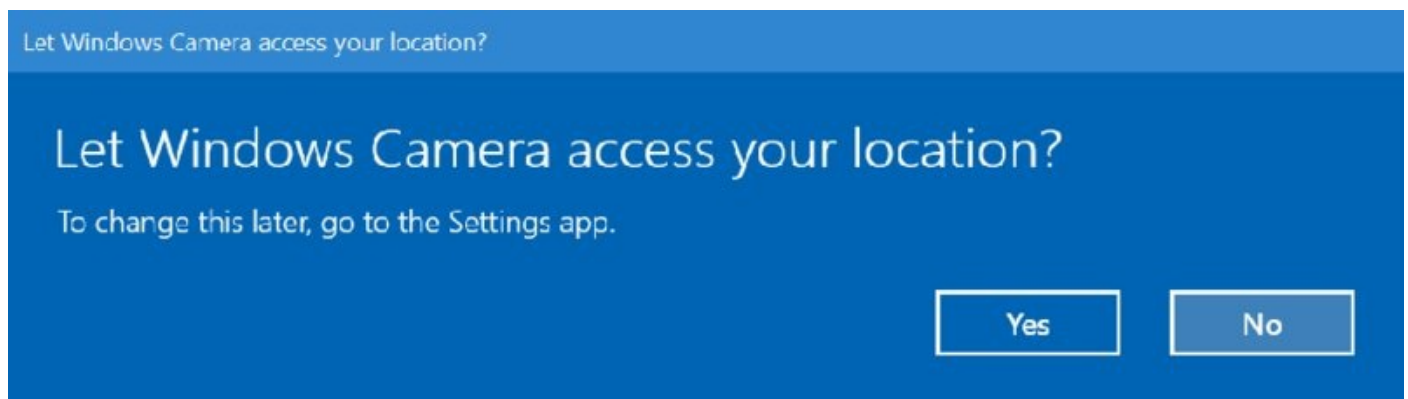 Let Windows Camera access your location?
Let Windows Camera access your location?
To change this later, go to the Settings app.
Yes No